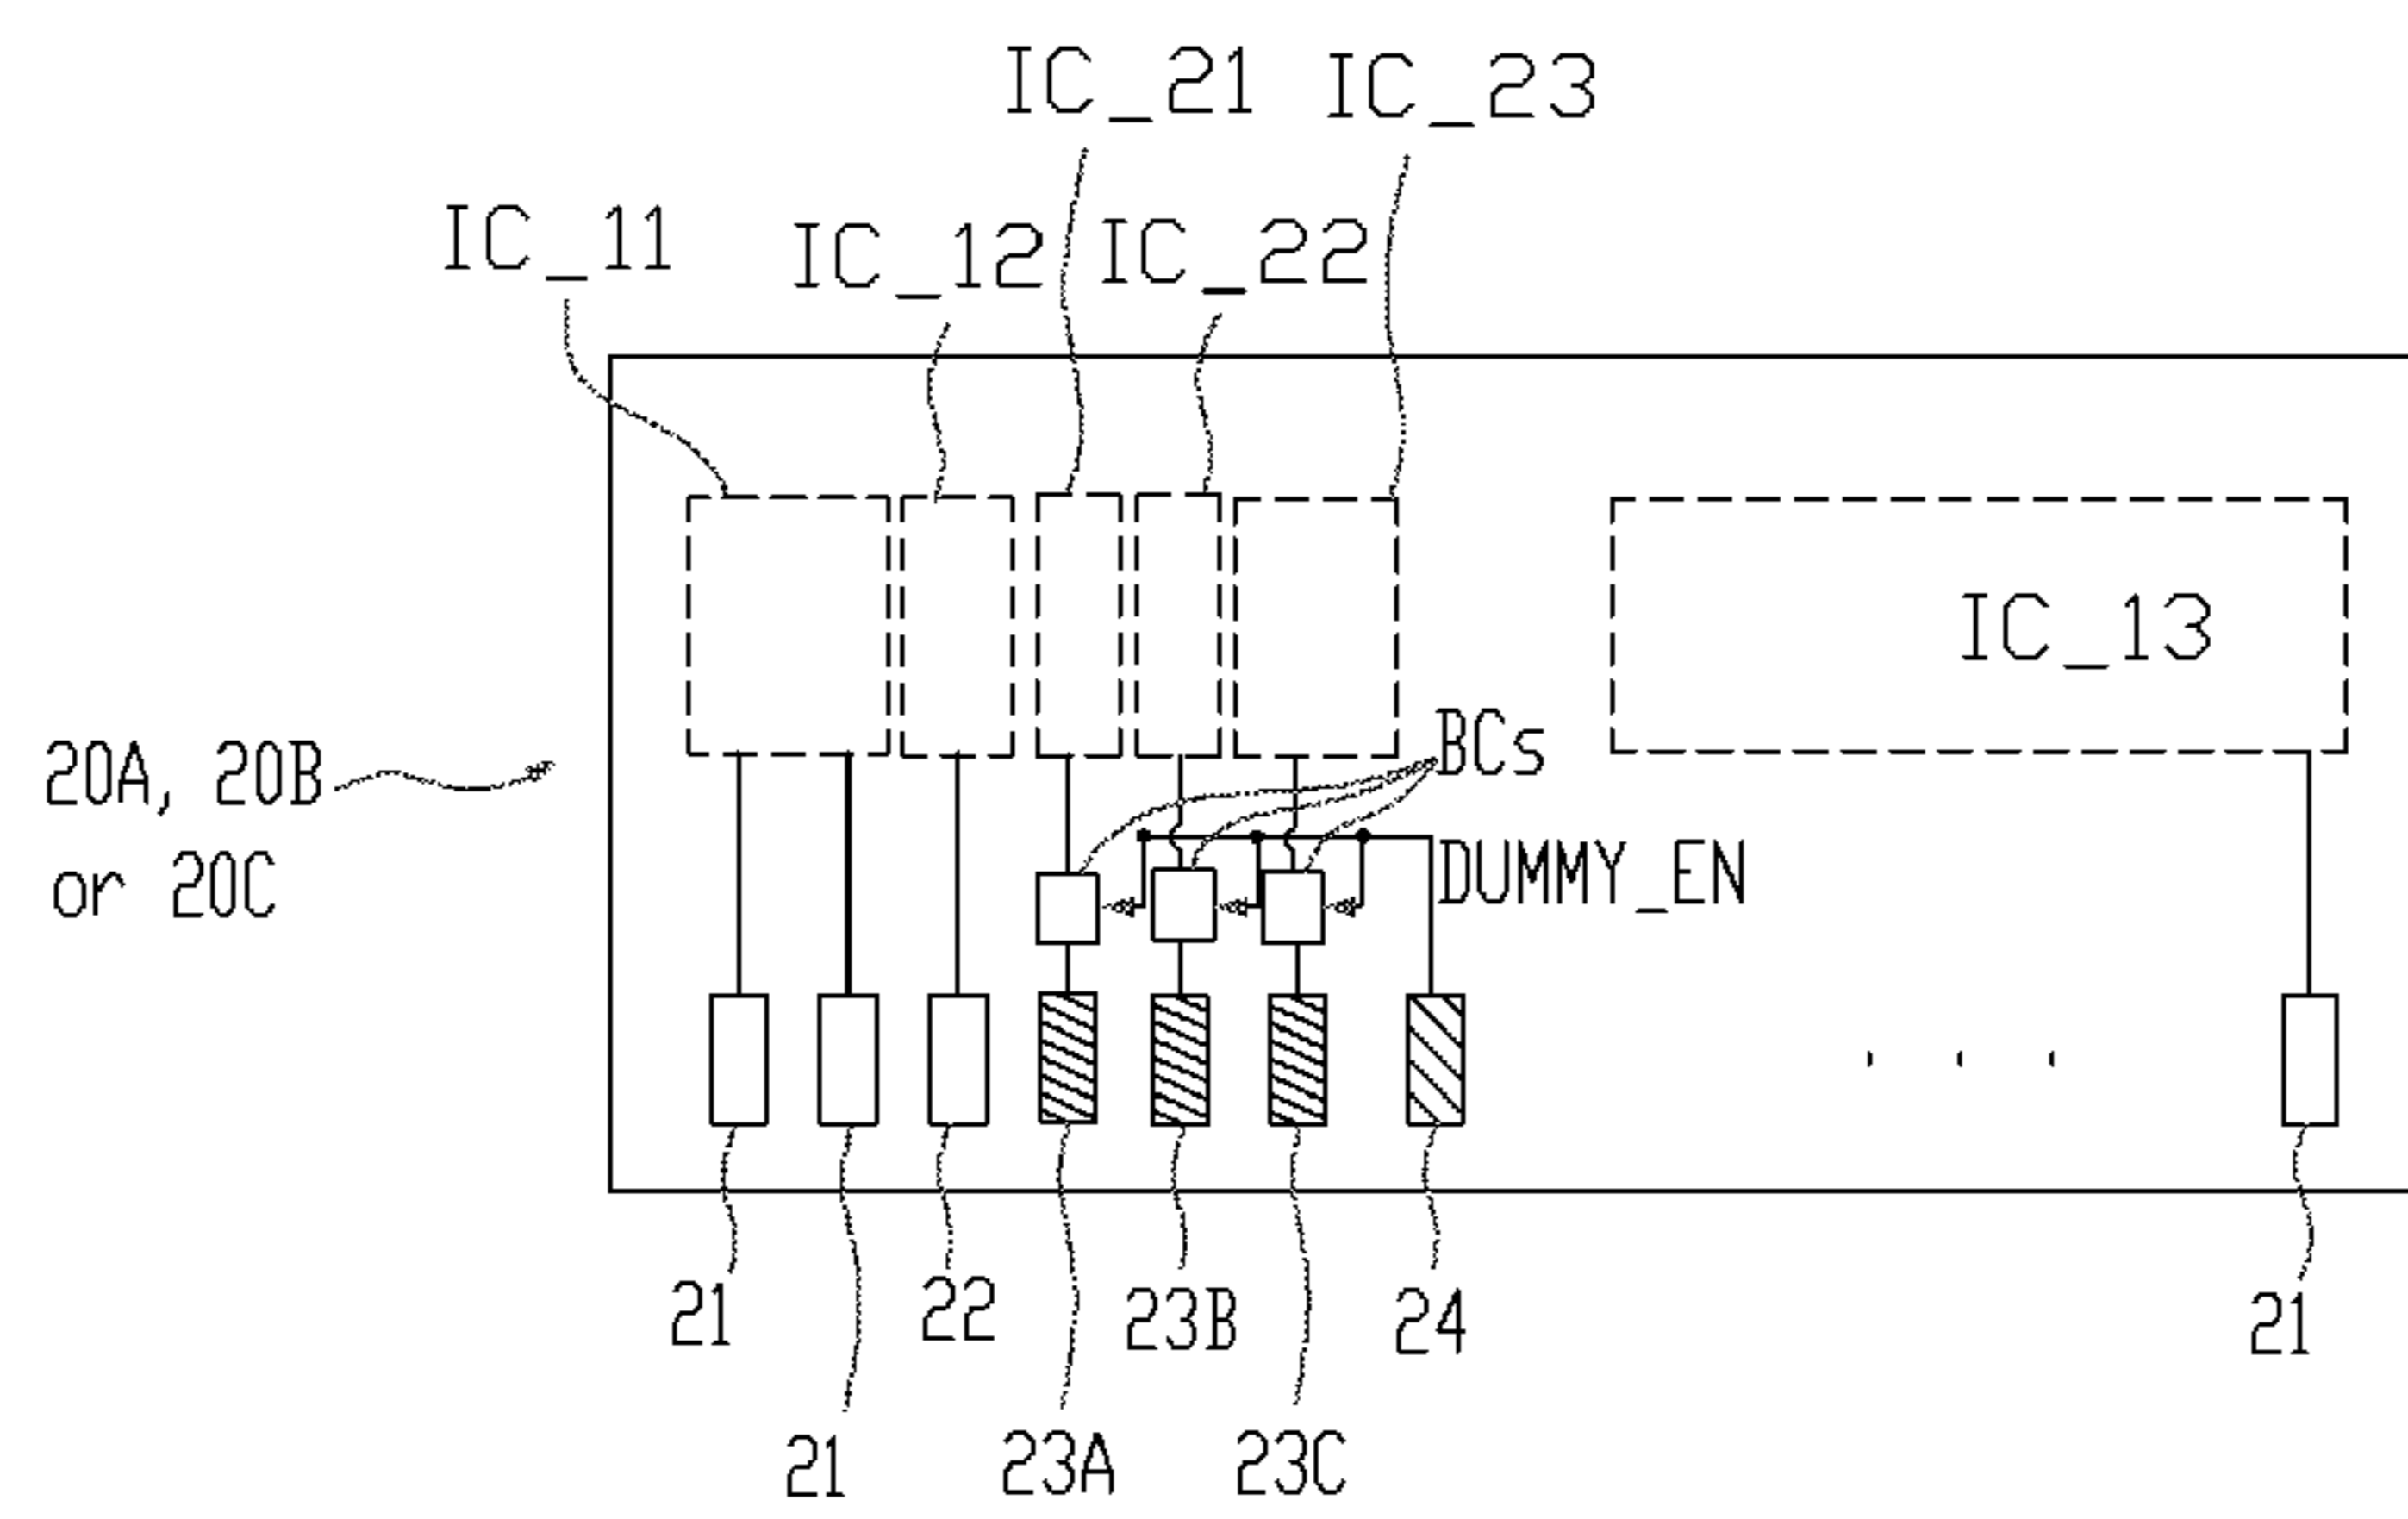 IC_21
IC_23
IC_11
IC_12
IC_22
IC_13
BCs
20A, 20B
or 20C
DUMMY_EN
21
22
23B
24
21
21
23A
23C